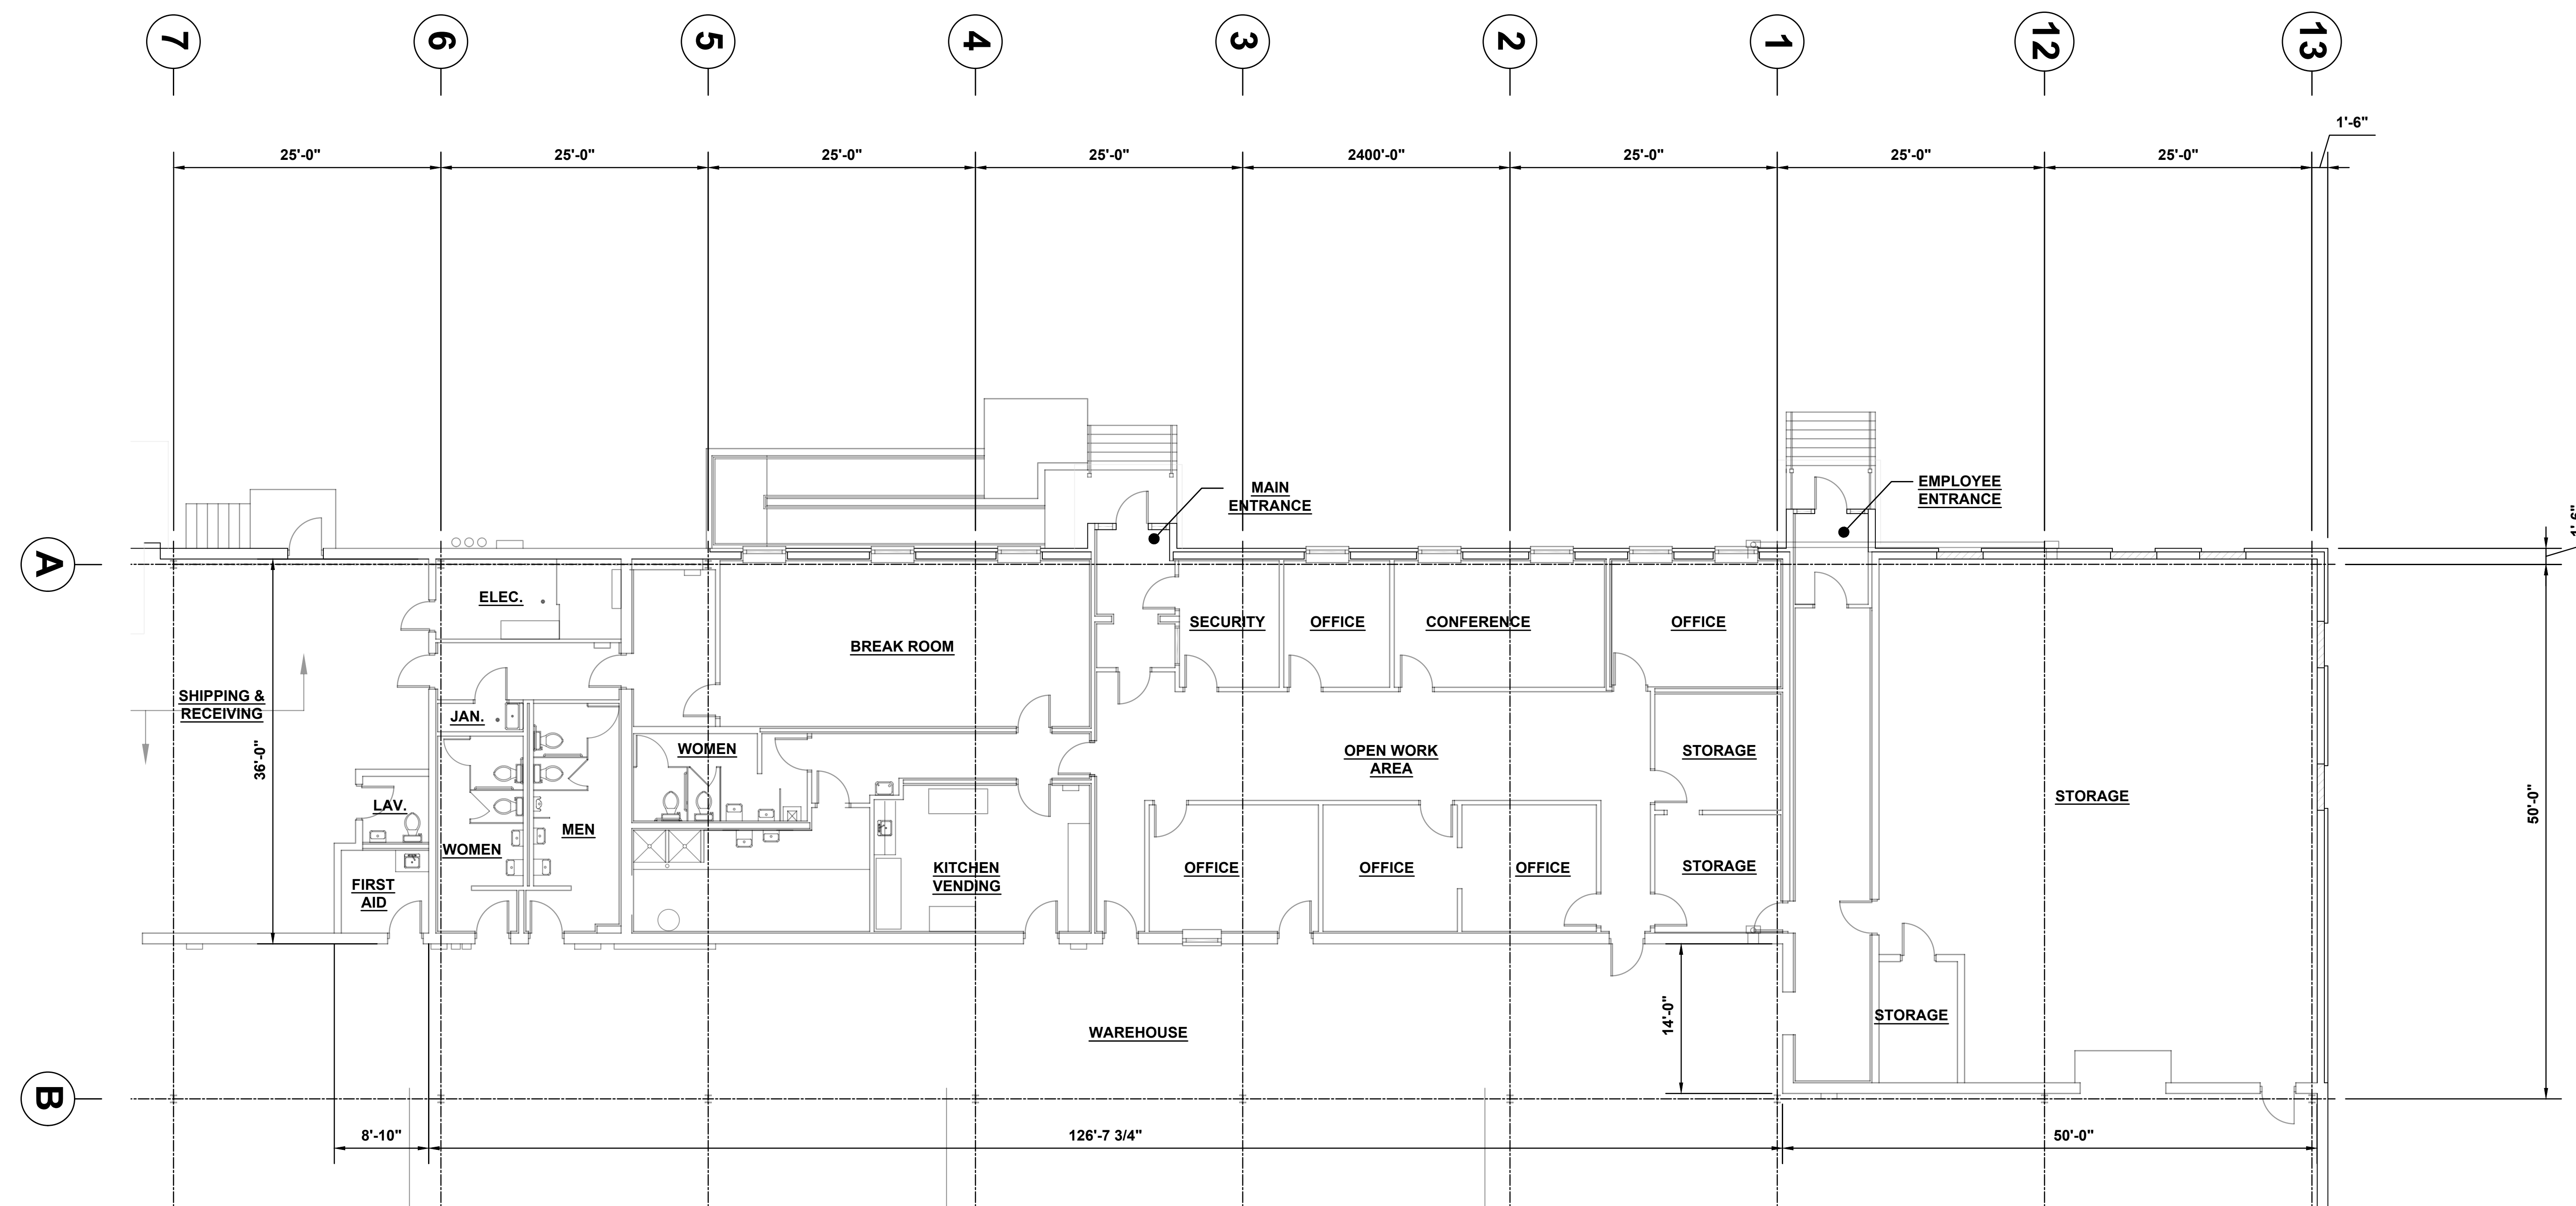 7 6 5 4 3 2 1 12 13
1'-6"
25'-0" 25'-0" 25'-0" 25'-0" 2400'-0" 25'-0" 25'-0" 25'-0"
MAIN
ENTRANCE
EMPLOYEE
ENTRANCE
1'-6"
A
ELEC.
SECURITY OFFICE CONFERENCE OFFICE
BREAK ROOM
SHIPPING &
RECEIVING
JAN.
36'-0"
WOMEN
OPEN WORK
AREA
STORAGE
STORAGE
50'-0"
LAV.
MEN
WOMEN
KITCHEN
VENDING
OFFICE OFFICE OFFICE
STORAGE
FIRST
AID
14'-0"
STORAGE
WAREHOUSE
B
8'-10" 126'-7 3/4" 50'-0"